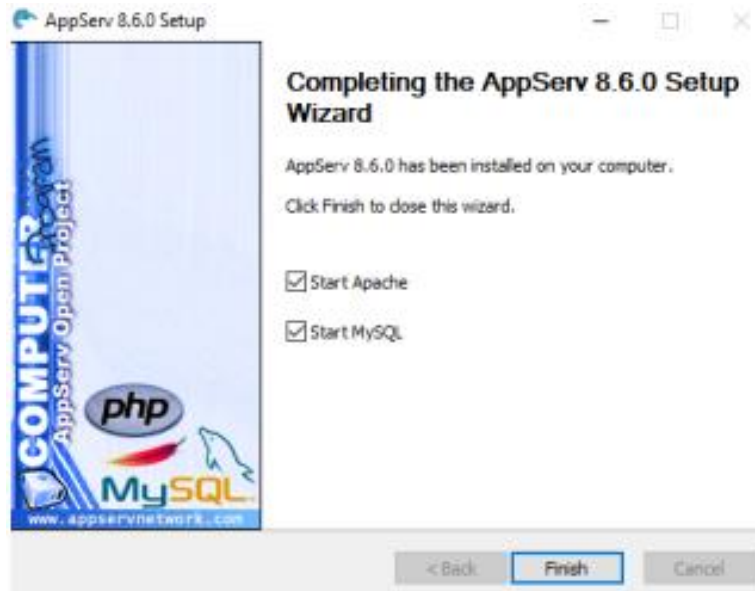 AppServ 8.6.0 Setup
Completing the AppServ 8.6.0 Setup
Wizard
AppServ 8.6.0 has been installed on your computer.
Click Finish to close this wizard.
Start Apache
Start MySQL
COMPUTER
Program
AppServ Open Project
php
MySQL
www.appservnetwork.com
< Back
Finish
Cancel